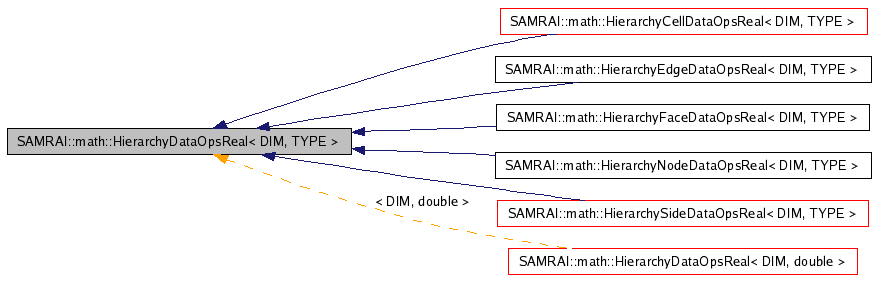 SAMRAI::math::HierarchyCellDataOpsReal< DIM, TYPE >
SAMRAI::math::HierarchyEdgeDataOpsReal< DIM, TYPE >
SAMRAI::math::HierarchyFaceDataOpsReal< DIM, TYPE >
SAMRAI::math::HierarchyDataOpsReal< DIM, TYPE >
SAMRAI::math::HierarchyNodeDataOpsReal< DIM, TYPE >
< DIM, double >
SAMRAI::math::HierarchySideDataOpsReal< DIM, TYPE >
SAMRAI::math::HierarchyDataOpsReal< DIM, double >